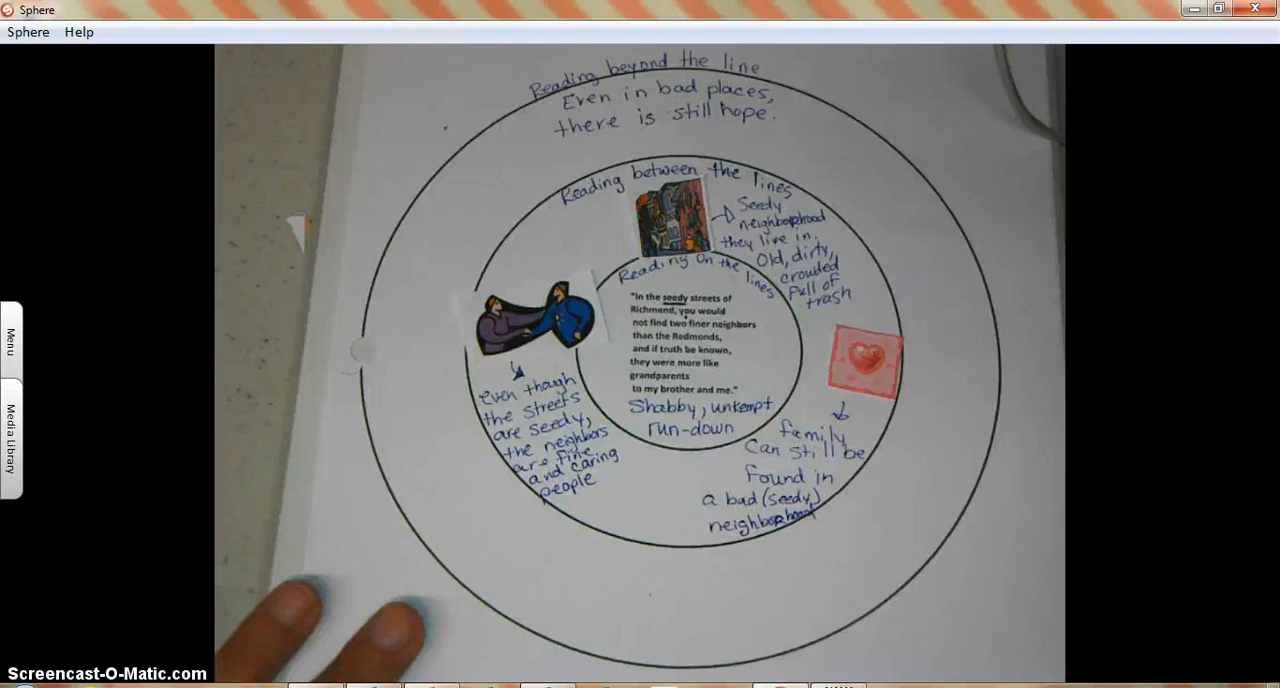 Sphere
Sphere Help
Menu
Media Library
Reading beyond the line
Even in bad places,
there is still hope.
Reading between the lines
Seedy
neighborhood
they live in.
Old, dirty,
crowded
full of
trash
Reading on the lines
"In the seedy streets of
Richmond, you would
not find two finer neighbors
than the Redmonds,
and if truth be known,
they were more like
grandparents
to my brother and me."
Shabby, unkempt
run-down
even though
the streets
are seedy,
the neighbors
are fine
and caring
people
family
Can still be
found in
a bad (seedy)
neighborhood
Screencast-O-Matic.com